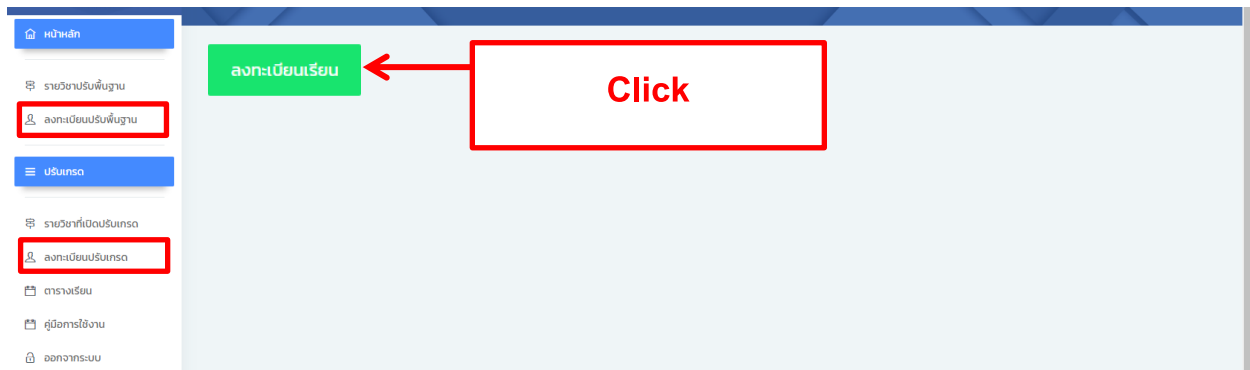 หน้าหลัก
รายวิชาปรับพื้นฐาน
ลงทะเบียนปรับพื้นฐาน
ปรับเกรด
รายวิชาที่เปิดปรับเกรด
ลงทะเบียนปรับเกรด
ตารางเรียน
คู่มือการใช้งาน
ออกจากระบบ
ลงทะเบียนเรียน
Click